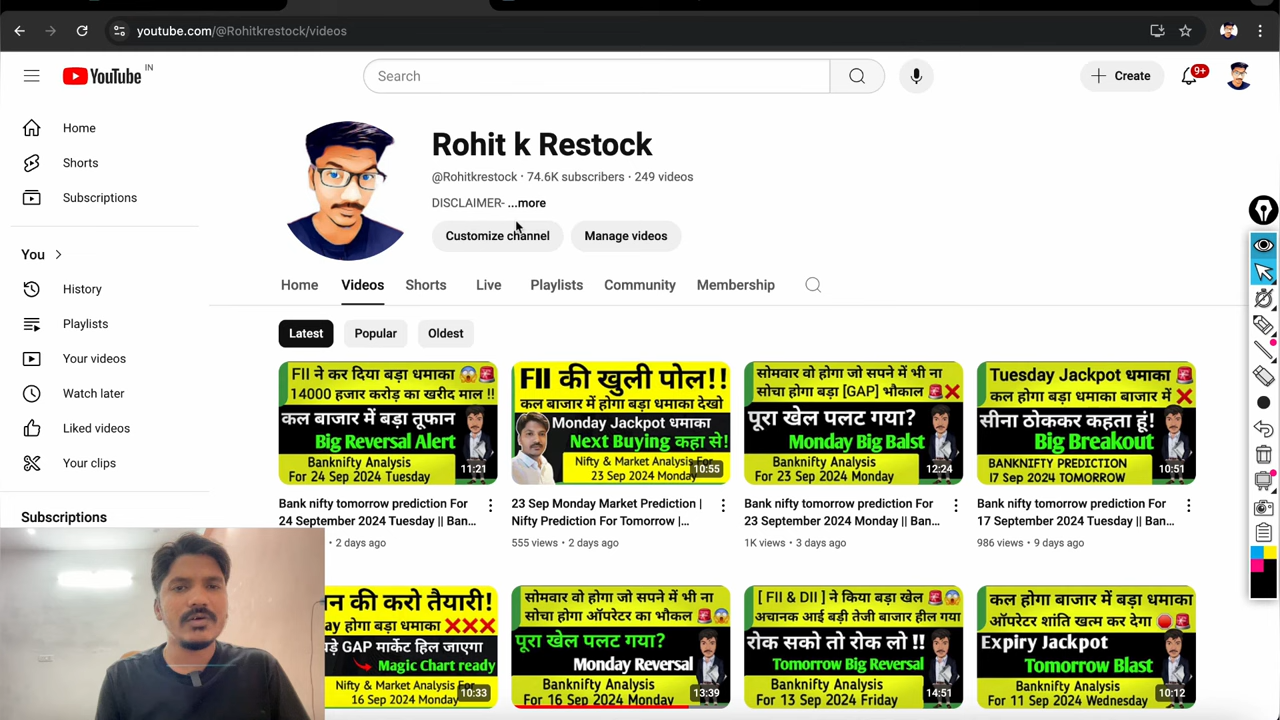 youtube.com/@Rohitkrestock/videos
YouTube IN
Search
Create
9+
Home
Shorts
Subscriptions
You
History
Playlists
Your videos
Watch later
Liked videos
Your clips
Subscriptions
Rohit k Restock
@Rohitkrestock · 74.6K subscribers · 249 videos
DISCLAIMER- ...more
Customize channel
Manage videos
Home Videos Shorts Live Playlists Community Membership
Latest Popular Oldest
FII ने कर दिया बड़ा धमाका
14000 हजार करोड़ का खरीद माल !!
कल बाजार में बड़ा तूफान
Big Reversal Alert
Banknifty Analysis
For 24 Sep 2024 Tuesday
11:21
Bank nifty tomorrow prediction For
24 September 2024 Tuesday || Ban...
2 days ago
FII की खुली पोल!!
कल बाजार में होगा बड़ा धमाका देखो
Monday Jackpot धमाका
Next Buying कहा से!
Nifty & Market Analysis For
23 Sep 2024 Monday
10:55
23 Sep Monday Market Prediction |
Nifty Prediction For Tomorrow |...
555 views · 2 days ago
सोमवार वो होगा जो सपने में भी ना
सोचा होगा बड़ा [GAP] भौकाल
पूरा खेल पलट गया?
Monday Big Balst
Banknifty Analysis
For 23 Sep 2024 Monday
12:24
Bank nifty tomorrow prediction For
23 September 2024 Monday || Ban...
1K views · 3 days ago
Tuesday Jackpot धमाका
कल होगा बड़ा धमाका बाजार में
सीना ठोककर कहता हूं!
Big Breakout
BANKNIFTY PREDICTION
17 Sep 2024 TOMORROW
10:51
Bank nifty tomorrow prediction For
17 September 2024 Tuesday || Ban...
986 views · 9 days ago
न की करो तैयारी!
ay होगा बड़ा धमाका
ड़े GAP मार्केट हिल जाएगा
Magic Chart ready
Nifty & Market Analysis For
16 Sep 2024 Monday
10:33
सोमवार वो होगा जो सपने में भी ना
सोचा होगा ऑपरेटर का भौकाल
पूरा खेल पलट गया?
Monday Reversal
Banknifty Analysis
For 16 Sep 2024 Monday
13:39
[ FII & DII ] ने किया बड़ा खेल
अचानक आई बड़ी तेजी बाजार हील गया
रोक सको तो रोक लो !!
Tomorrow Big Reversal
Banknifty Analysis
For 13 Sep 2024 Friday
14:51
कल होगा बाजार में बड़ा धमाका
ऑपरेटर शांति खत्म कर देगा
Expiry Jackpot
Tomorrow Blast
Banknifty Analysis
For 11 Sep 2024 Wednesday
10:12